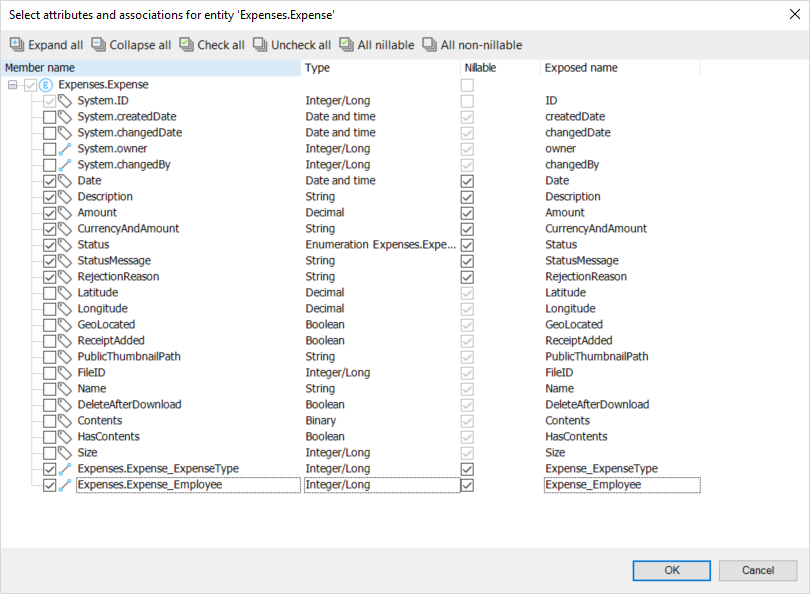 Select attributes and associations for entity 'Expenses.Expense'
Expand all Collapse all Check all Uncheck all All nillable All non-nillable
Member name Type Nillable Exposed name
E Expenses.Expense
System.ID Integer/Long ID
System.createdDate Date and time createdDate
System.changedDate Date and time changedDate
System.owner Integer/Long owner
System.changedBy Integer/Long changedBy
Date Date and time Date
Description String Description
Amount Decimal Amount
CurrencyAndAmount String CurrencyAndAmount
Status Enumeration Expenses.Expe... Status
StatusMessage String StatusMessage
RejectionReason String RejectionReason
Latitude Decimal Latitude
Longitude Decimal Longitude
GeoLocated Boolean GeoLocated
ReceiptAdded Boolean ReceiptAdded
PublicThumbnailPath String PublicThumbnailPath
FileID Integer/Long FileID
Name String Name
DeleteAfterDownload Boolean DeleteAfterDownload
Contents Binary Contents
HasContents Boolean HasContents
Size Integer/Long Size
Expenses.Expense_ExpenseType Integer/Long Expense_ExpenseType
Expenses.Expense_Employee Integer/Long Expense_Employee
OK Cancel